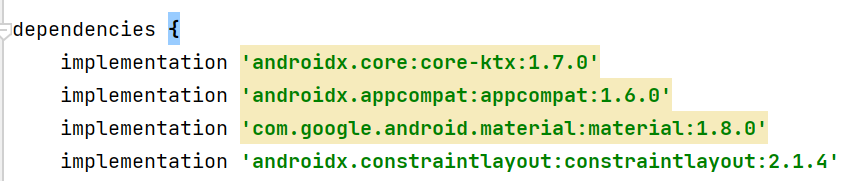 dependencies {
implementation 'androidx.core:core-ktx:1.7.0'
implementation 'androidx.appcompat:appcompat:1.6.0'
implementation 'com.google.android.material:material:1.8.0'
implementation 'androidx.constraintlayout:constraintlayout:2.1.4'